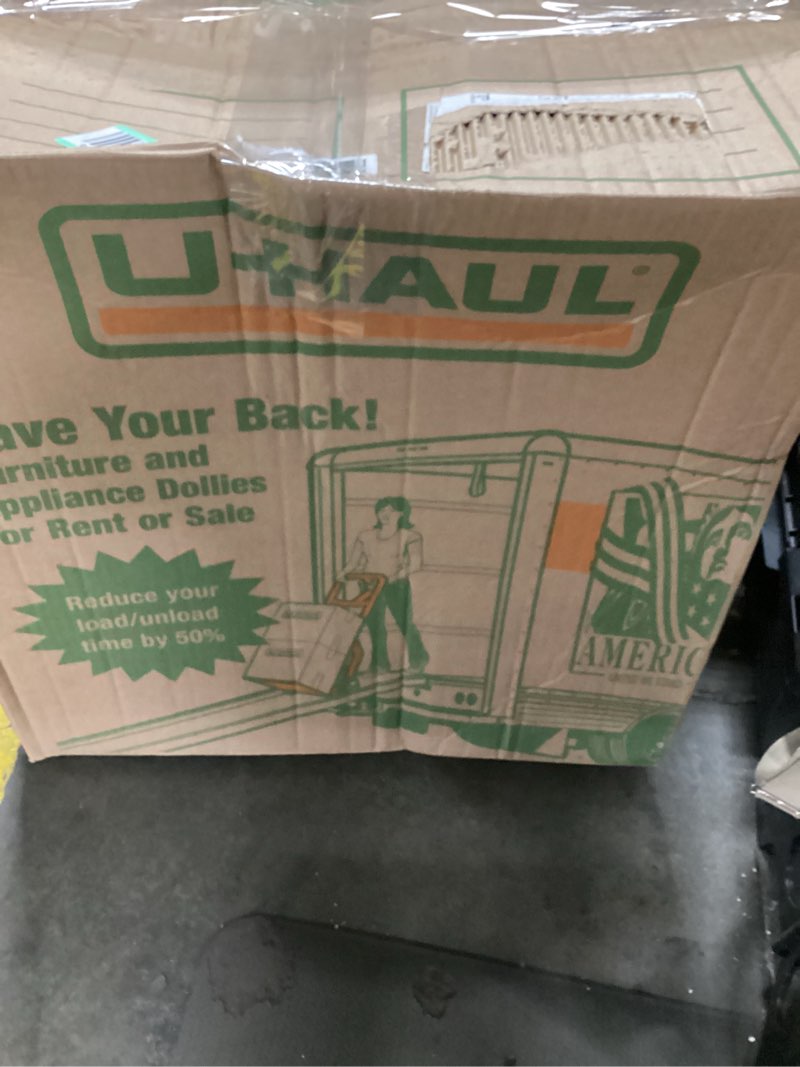 U-HAUL
ave Your Back!
urniture and
ppliance Dollies
or Rent or Sale
Reduce your
load/unload
time by 50%
AMERIC